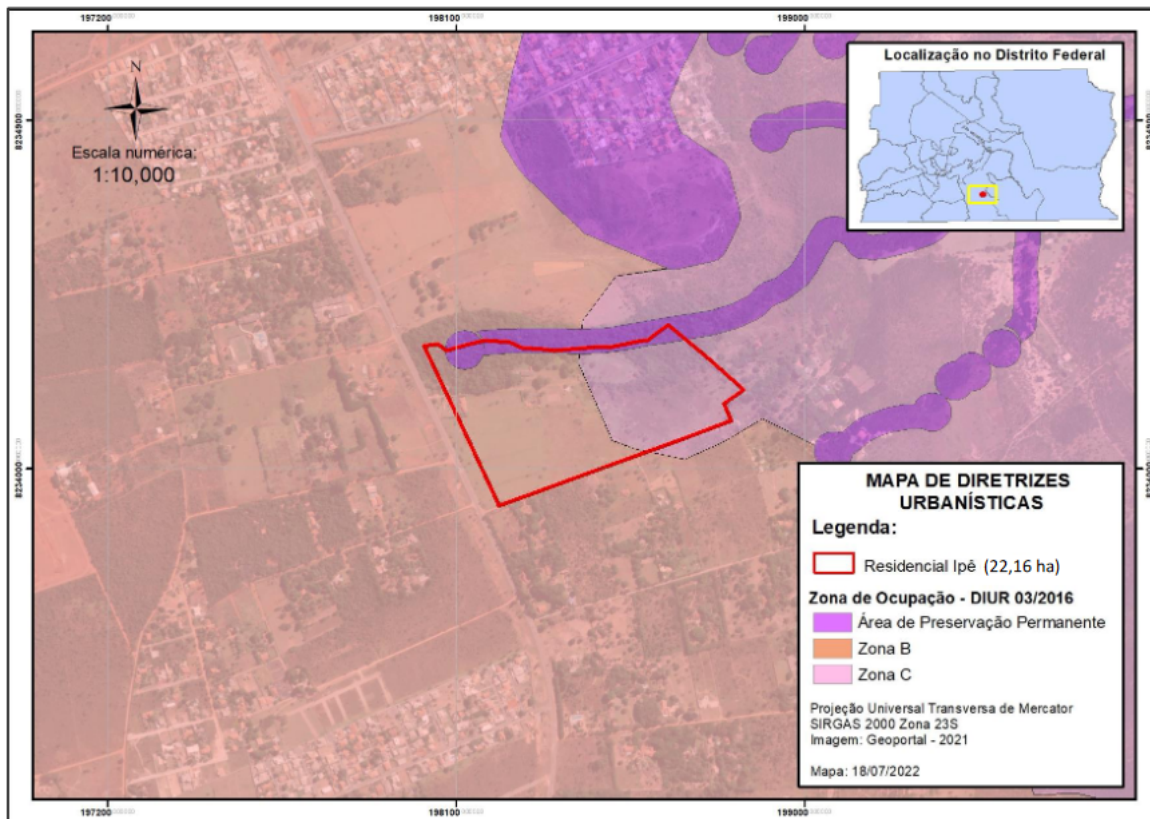 197200 198100 199000
Localização no Distrito Federal
N
Escala numérica:
1:10,000
8234900
8234900
8234000
8234000
MAPA DE DIRETRIZES
URBANÍSTICAS
Legenda:
Residencial Ipê (22,16 ha)
Zona de Ocupação - DIUR 03/2016
Área de Preservação Permanente
Zona B
Zona C
Projeção Universal Transversa de Mercator
SIRGAS 2000 Zona 23S
Imagem: Geoportal - 2021
Mapa: 18/07/2022
197200 198100 199000